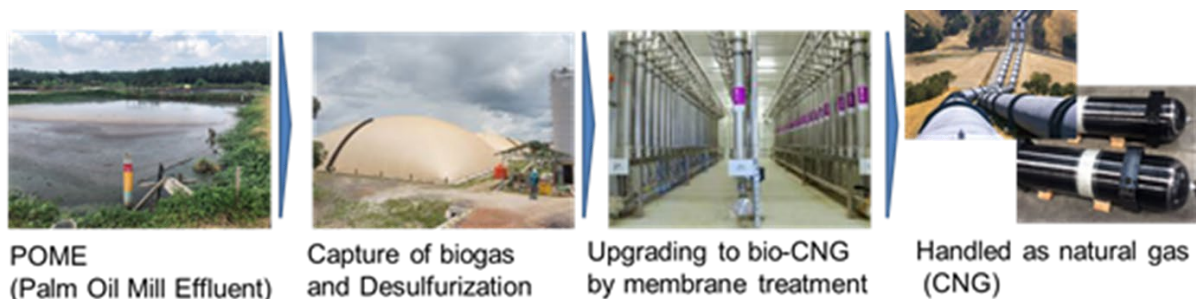 POME
(Palm Oil Mill Effluent)
Capture of biogas
and Desulfurization
Upgrading to bio-CNG
by membrane treatment
Handled as natural gas
(CNG)